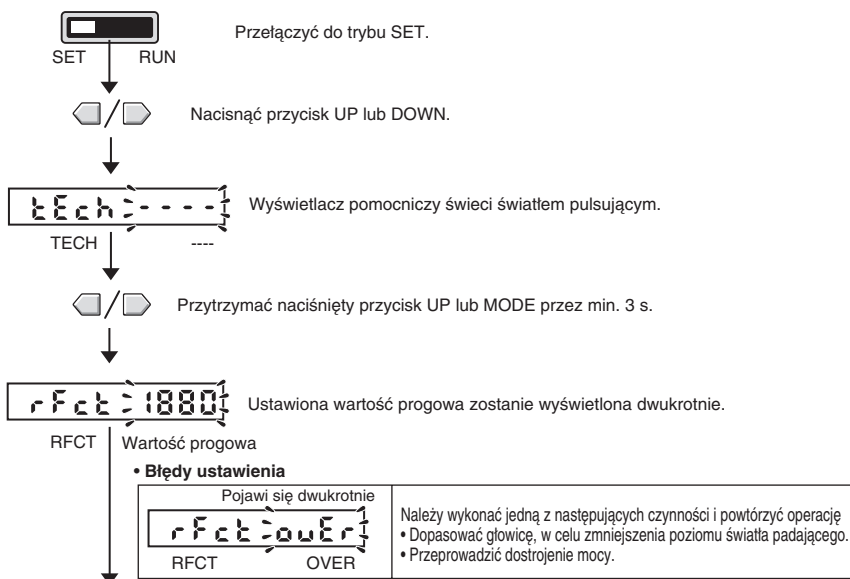 Przełączyć do trybu SET.
SET RUN
Nacisnąć przycisk UP lub DOWN.
tEch ----
Wyświetlacz pomocniczy świeci światłem pulsującym.
TECH ----
Przytrzymać naciśnięty przycisk UP lub MODE przez min. 3 s.
rFct 1880
Ustawiona wartość progowa zostanie wyświetlona dwukrotnie.
RFCT Wartość progowa
• Błędy ustawienia
Pojawi się dwukrotnie
rFct ouEr
RFCT OVER
Należy wykonać jedną z następujących czynności i powtórzyć operację
• Dopasować głowicę, w celu zmniejszenia poziomu światła padającego.
• Przeprowadzić dostrojenie mocy.